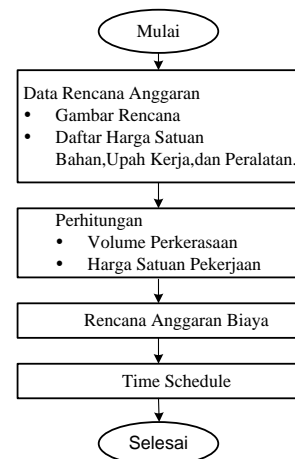 Mulai
Data Rencana Anggaran
• Gambar Rencana
• Daftar Harga Satuan
Bahan,Upah Kerja,dan Peralatan.
Perhitungan
• Volume Perkerasaan
• Harga Satuan Pekerjaan
Rencana Anggaran Biaya
Time Schedule
Selesai